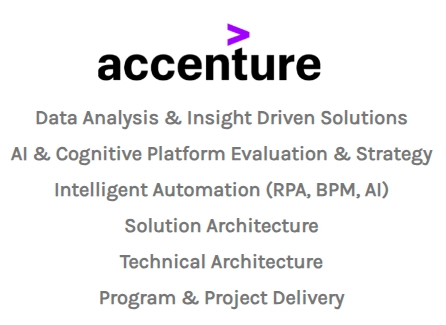 accenture
Data Analysis & Insight Driven Solutions
AI & Cognitive Platform Evaluation & Strategy
Intelligent Automation (RPA, BPM, AI)
Solution Architecture
Technical Architecture
Program & Project Delivery